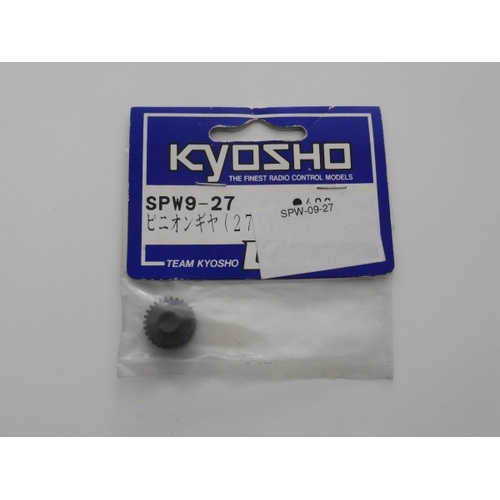 KYOSHO
THE FINEST RADIO CONTROL MODELS
SPW9-27
ピニオンギヤ(27
SPW-09-27
TEAM KYOSHO